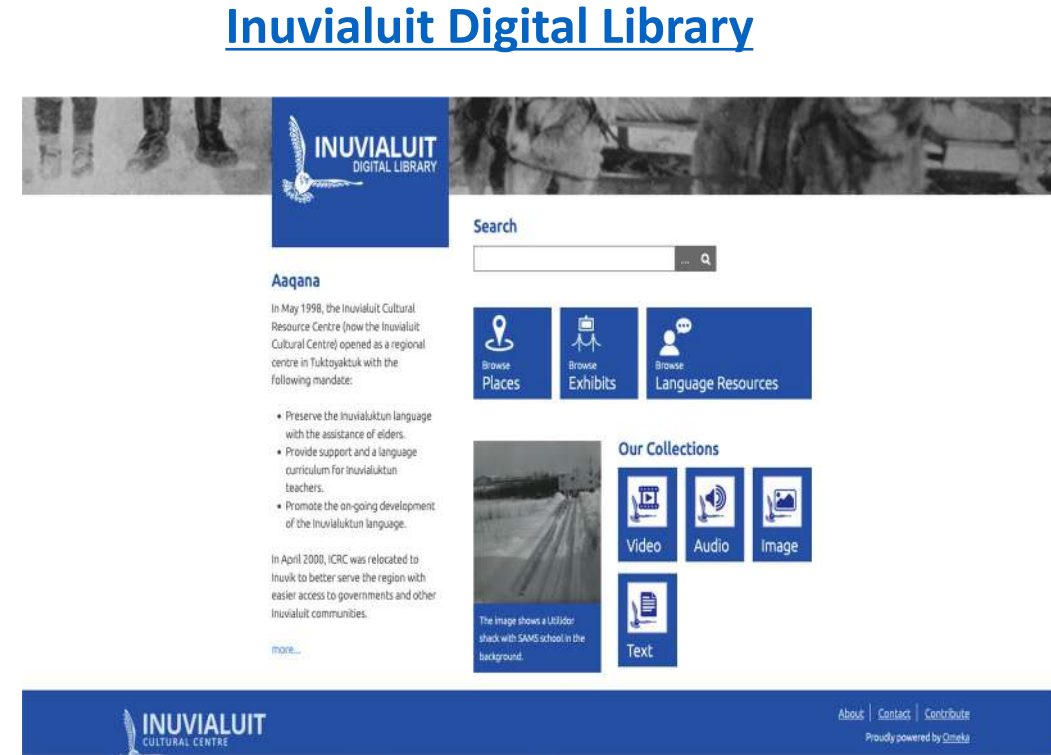 Inuvialuit Digital Library
INUVIALUIT
DIGITAL LIBRARY
Search
...
Aaqana
In May 1998, the Inuvialuit Cultural
Resource Centre (now the Inuvialuit
Cultural Centre) opened as a regional
centre in Tuktoyaktuk with the
following mandate:
• Preserve the Inuvialuktun language
with the assistance of elders.
• Provide support and a language
curriculum for Inuvialuktun
teachers.
• Promote the on-going development
of the Inuvialuktun language.
In April 2000, ICRC was relocated to
Inuvik to better serve the region with
easier access to governments and other
Inuvialuit communities.
more...
Browse
Places
Browse
Exhibits
Browse
Language Resources
The image shows a Utilidor
shack with SAMS school in the
background.
Our Collections
Video
Audio
Image
Text
INUVIALUIT
CULTURAL CENTRE
About | Contact | Contribute
Proudly powered by Omeka